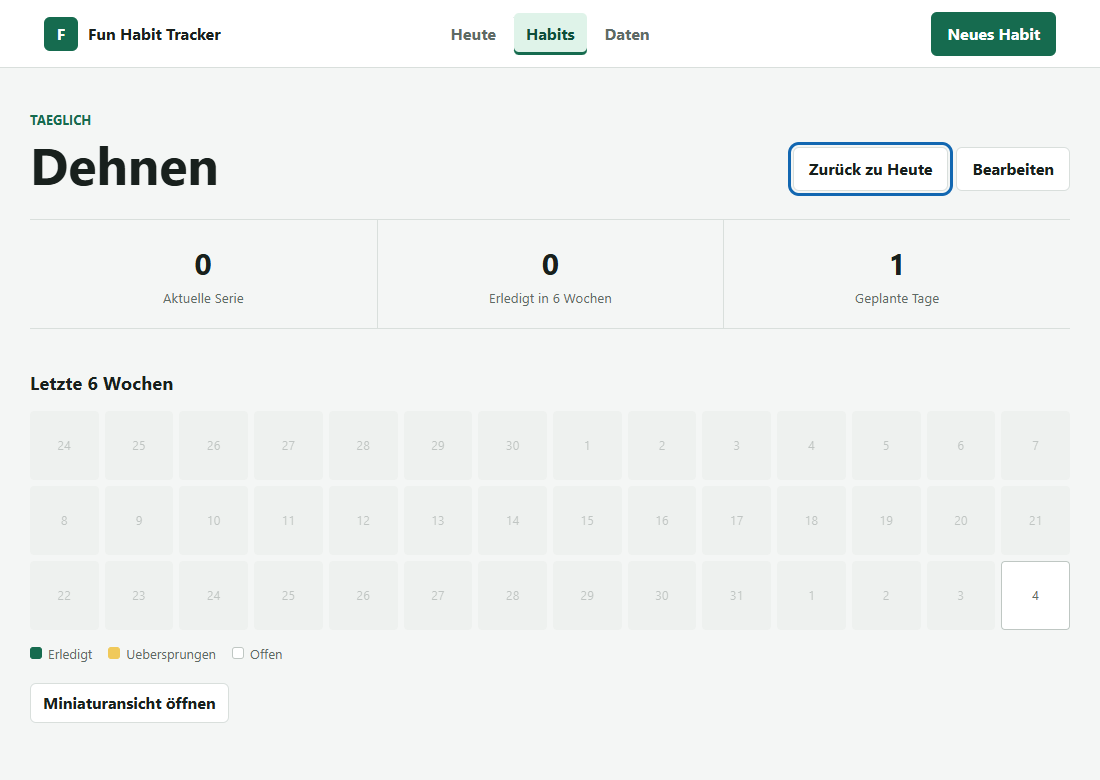 F Fun Habit Tracker Heute Habits Daten Neues Habit
TAEGLICH
Dehnen Zurück zu Heute Bearbeiten
0 0 1
Aktuelle Serie Erledigt in 6 Wochen Geplante Tage
Letzte 6 Wochen
24 25 26 27 28 29 30 1 2 3 4 5 6 7
8 9 10 11 12 13 14 15 16 17 18 19 20 21
22 23 24 25 26 27 28 29 30 31 1 2 3 4
Erledigt Uebersprungen Offen
Miniaturansicht öffnen